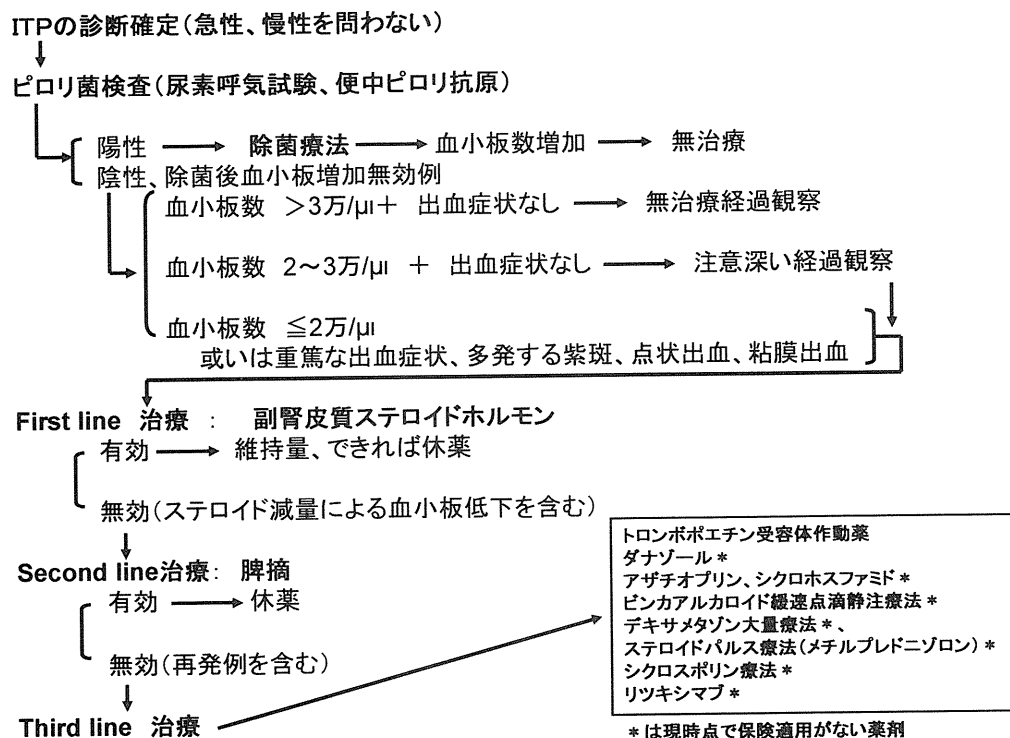 ITPの診断確定(急性、慢性を問わない)
ピロリ菌検査(尿素呼気試験、便中ピロリ抗原)
陽性 除菌療法 血小板数増加 無治療
陰性、除菌後血小板増加無効例
血小板数 >3万/μl+ 出血症状なし 無治療経過観察
血小板数 2~3万/μl + 出血症状なし 注意深い経過観察
血小板数 ≦2万/μl
或いは重篤な出血症状、多発する紫斑、点状出血、粘膜出血
First line 治療 : 副腎皮質ステロイドホルモン
有効 維持量、できれば休薬
無効(ステロイド減量による血小板低下を含む)
Second line治療: 脾摘
有効 休薬
無効(再発例を含む)
Third line 治療
トロンボポエチン受容体作動薬
ダナゾール*
アザチオプリン、シクロホスファミド*
ビンカアルカロイド緩速点滴静注療法*
デキサメタゾン大量療法*、
ステロイドパルス療法(メチルプレドニゾロン)*
シクロスポリン療法*
リツキシマブ*
*は現時点で保険適用がない薬剤